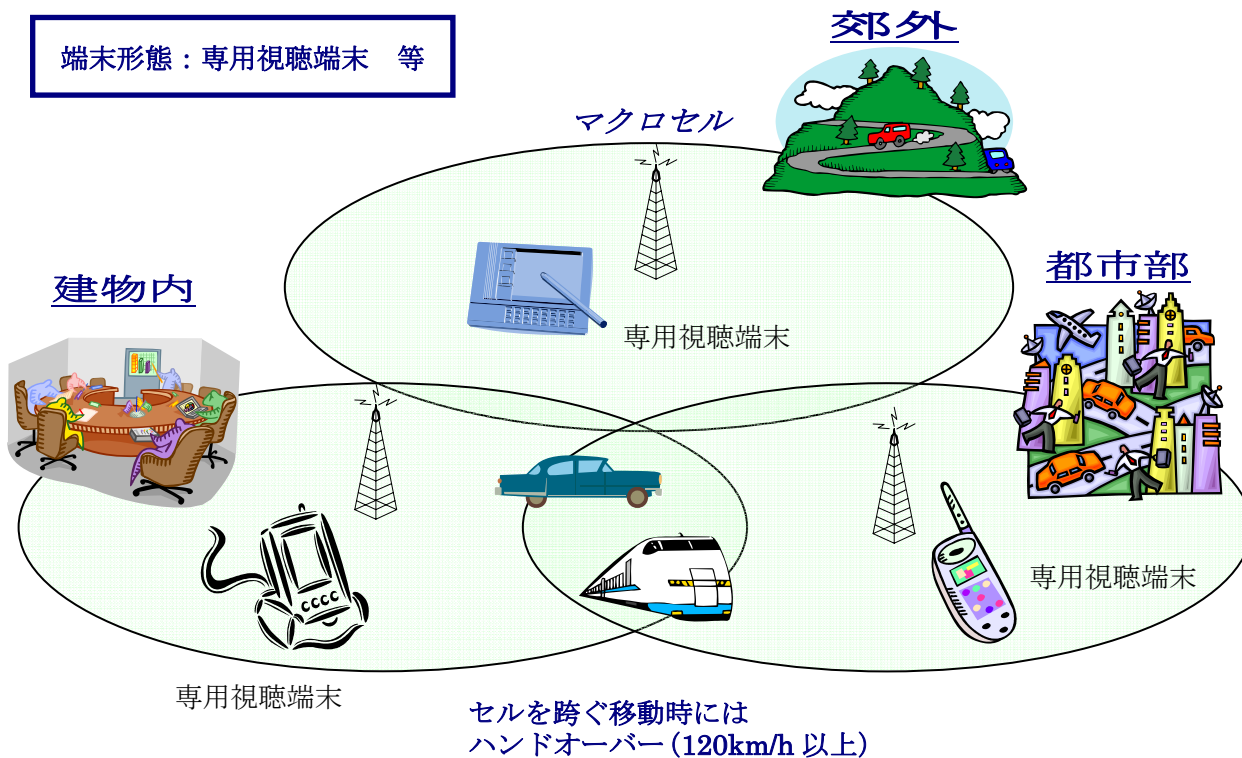 端末形態：専用視聴端末　等
郊外
マクロセル
建物内
都市部
専用視聴端末
専用視聴端末
専用視聴端末
セルを跨ぐ移動時には
ハンドオーバー（120km/h 以上）